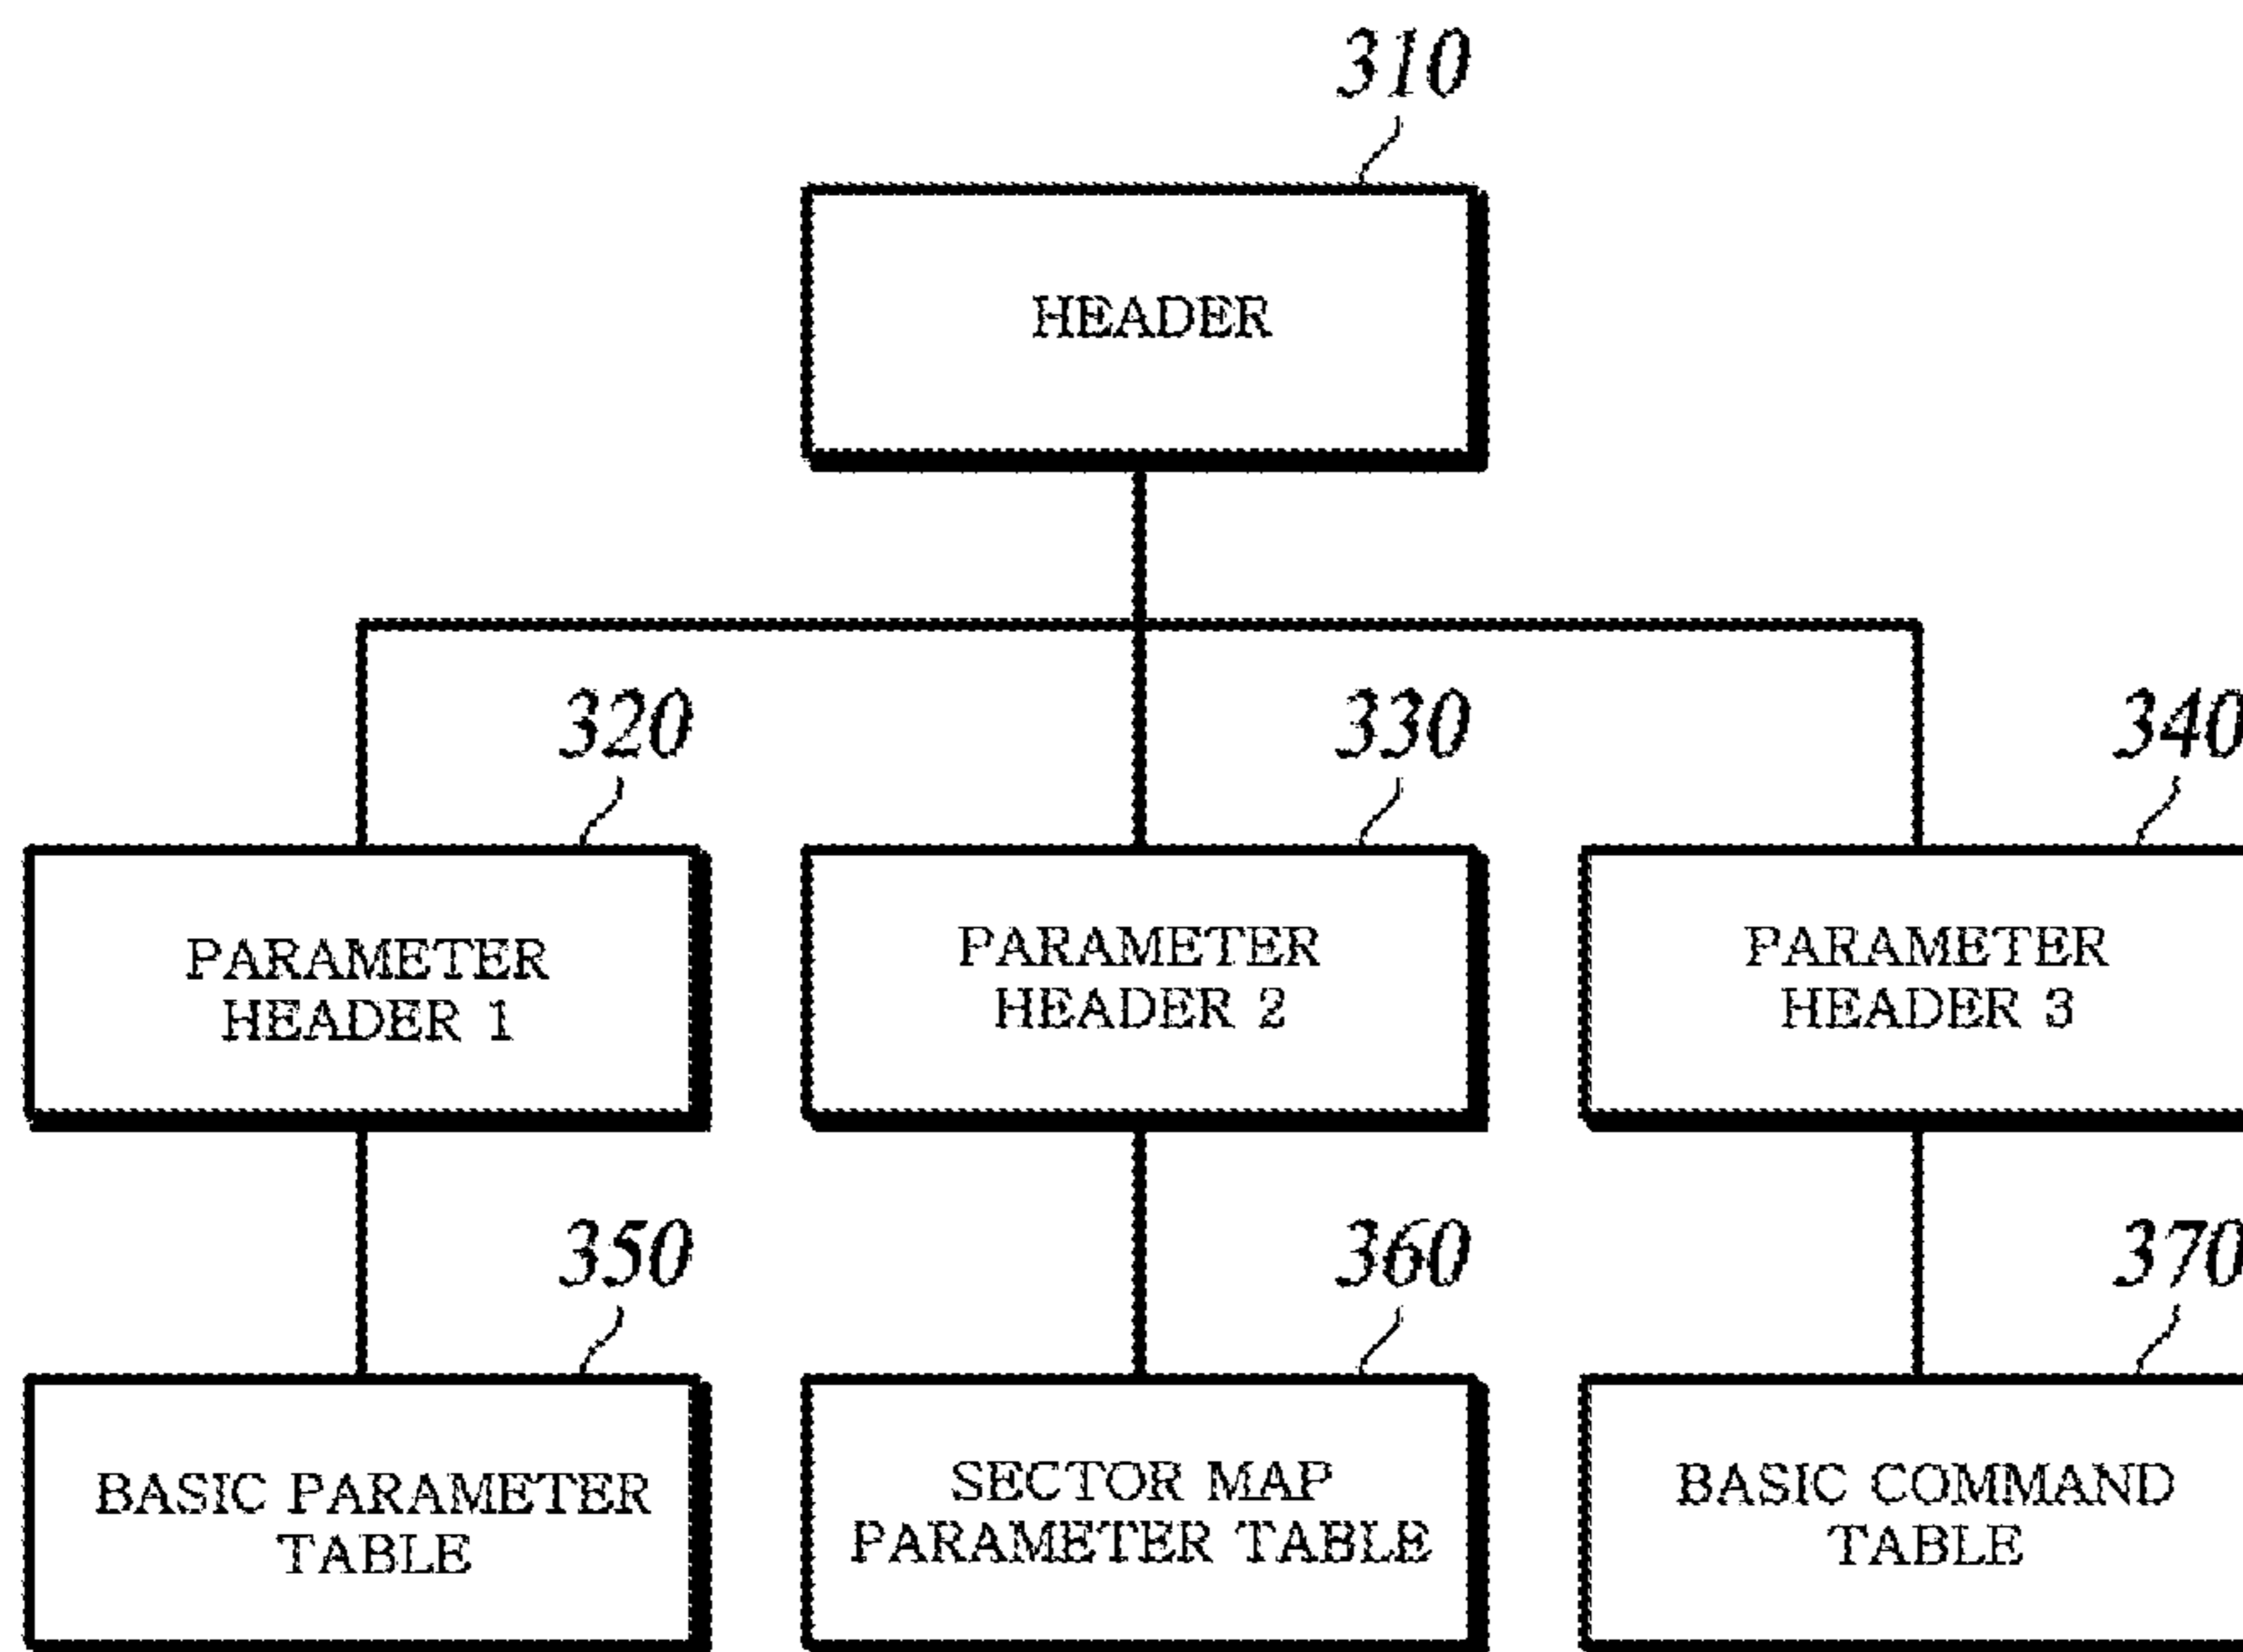 310
HEADER
320
330
340
PARAMETER
HEADER 1
PARAMETER
HEADER 2
PARAMETER
HEADER 3
350
360
370
BASIC PARAMETER
TABLE
SECTOR MAP
PARAMETER TABLE
BASIC COMMAND
TABLE